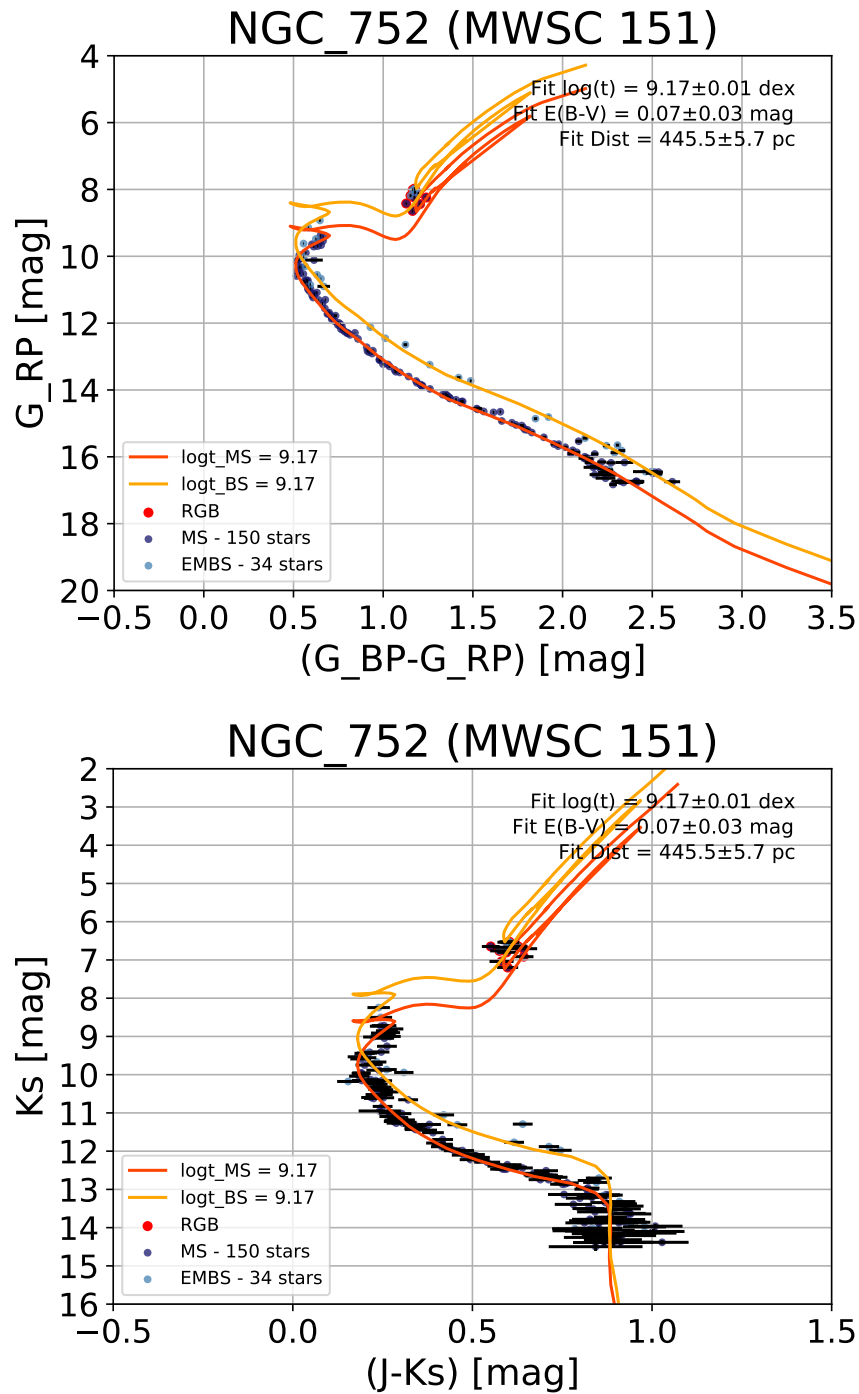 NGC_752 (MWSC 151)
4
6
8
10
12
14
16
18
20
G_RP [mag]
Fit log(t) = 9.17±0.01 dex
Fit E(B-V) = 0.07±0.03 mag
Fit Dist = 445.5±5.7 pc
logt_MS = 9.17
logt_BS = 9.17
RGB
MS - 150 stars
EMBS - 34 stars
−0.5 0.0 0.5 1.0 1.5 2.0 2.5 3.0 3.5
(G_BP-G_RP) [mag]
NGC_752 (MWSC 151)
2
3
4
5
6
7
8
9
10
11
12
13
14
15
16
Ks [mag]
Fit log(t) = 9.17±0.01 dex
Fit E(B-V) = 0.07±0.03 mag
Fit Dist = 445.5±5.7 pc
logt_MS = 9.17
logt_BS = 9.17
RGB
MS - 150 stars
EMBS - 34 stars
−0.5 0.0 0.5 1.0 1.5
(J-Ks) [mag]